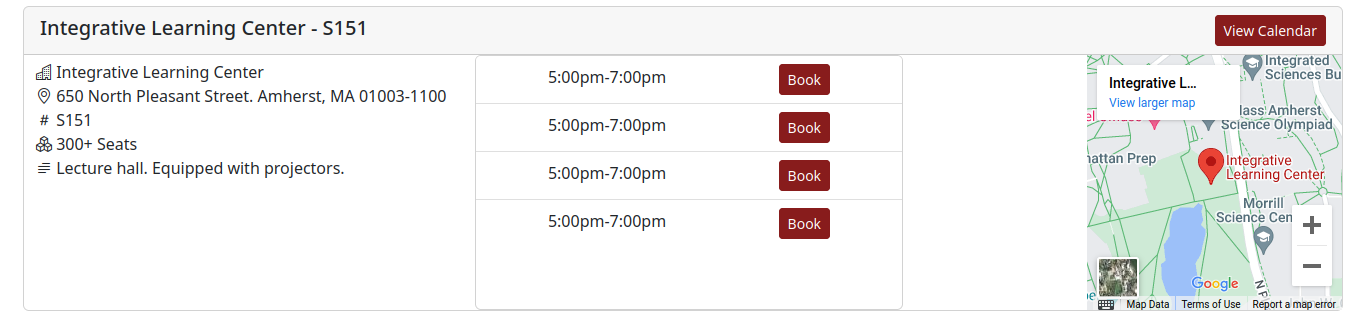 Integrative Learning Center - S151
View Calendar
Integrative Learning Center
650 North Pleasant Street. Amherst, MA 01003-1100
# S151
300+ Seats
Lecture hall. Equipped with projectors.
5:00pm-7:00pm Book
5:00pm-7:00pm Book
5:00pm-7:00pm Book
5:00pm-7:00pm Book
Integrative L...
View larger map
Integrated
Sciences Bu
Mass Amherst
Science Olympiad
hattan Prep
Integrative
Learning Center
Morrill
Science Cen
Google
Map Data
Terms of Use
Report a map error